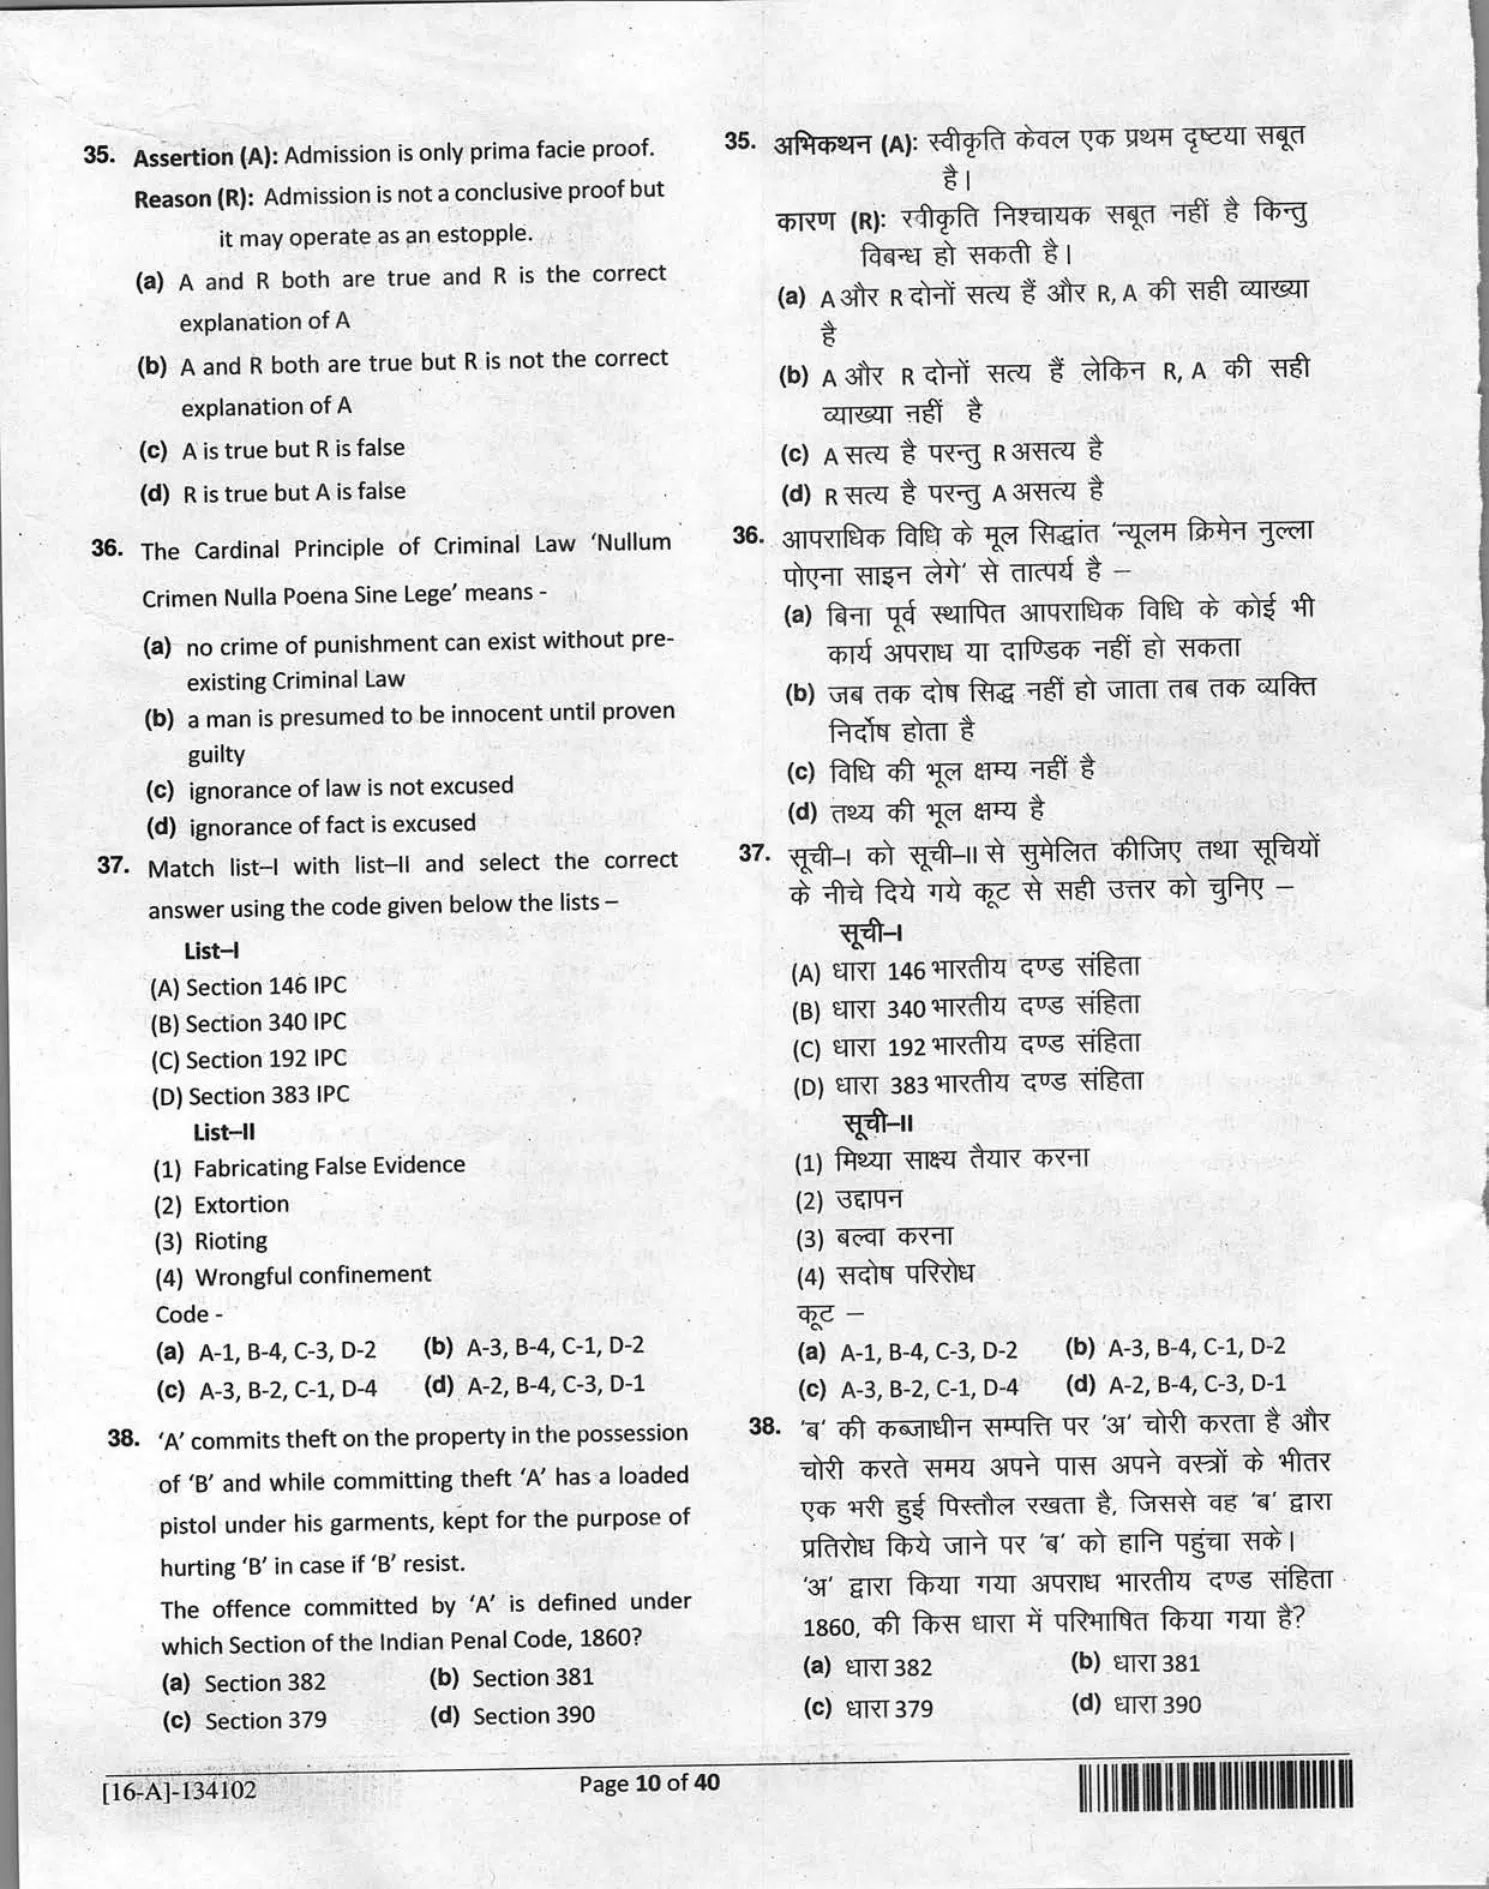 35. Assertion (A): Admission is only prima facie proof.
Reason (R): Admission is not a conclusive proof but
it may operate as an estopple.
(a) A and R both are true and R is the correct
explanation of A
(b) A and R both are true but R is not the correct
explanation of A
(c) A is true but R is false
(d) R is true but A is false
36. The Cardinal Principle of Criminal Law ‘Nullum
Crimen Nulla Poena Sine Lege’ means -
(a) no crime of punishment can exist without pre-
existing Criminal Law
(b) a man is presumed to be innocent until proven
guilty
(c) ignorance of law is not excused
(d) ignorance of fact is excused
37. Match list–I with list–II and select the correct
answer using the code given below the lists –
List–I
(A) Section 146 IPC
(B) Section 340 IPC
(C) Section 192 IPC
(D) Section 383 IPC
List–II
(1) Fabricating False Evidence
(2) Extortion
(3) Rioting
(4) Wrongful confinement
Code -
(a) A-1, B-4, C-3, D-2 (b) A-3, B-4, C-1, D-2
(c) A-3, B-2, C-1, D-4 (d) A-2, B-4, C-3, D-1
38. ‘A’ commits theft on the property in the possession
of ‘B’ and while committing theft ‘A’ has a loaded
pistol under his garments, kept for the purpose of
hurting ‘B’ in case if ‘B’ resist.
The offence committed by ‘A’ is defined under
which Section of the Indian Penal Code, 1860?
(a) Section 382 (b) Section 381
(c) Section 379 (d) Section 390
35. अभिकथन (A): स्वीकृति केवल एक प्रथम दृष्टया सबूत
है।
कारण (R): स्वीकृति निश्चायक सबूत नहीं है किन्तु
विबन्ध हो सकती है।
(a) A और R दोनों सत्य हैं और R, A की सही व्याख्या
है
(b) A और R दोनों सत्य हैं लेकिन R, A की सही
व्याख्या नहीं है
(c) A सत्य है परन्तु R असत्य है
(d) R सत्य है परन्तु A असत्य है
36. आपराधिक विधि के मूल सिद्धांत ‘न्यूलम क्रिमेन नुल्ला
पोएना साइन लेगे’ से तात्पर्य है –
(a) बिना पूर्व स्थापित आपराधिक विधि के कोई भी
कार्य अपराध या दाण्डिक नहीं हो सकता
(b) जब तक दोष सिद्ध नहीं हो जाता तब तक व्यक्ति
निर्दोष होता है
(c) विधि की भूल क्षम्य नहीं है
(d) तथ्य की भूल क्षम्य है
37. सूची–I को सूची–II से सुमेलित कीजिए तथा सूचियों
के नीचे दिये गये कूट से सही उत्तर को चुनिए –
सूची–I
(A) धारा 146 भारतीय दण्ड संहिता
(B) धारा 340 भारतीय दण्ड संहिता
(C) धारा 192 भारतीय दण्ड संहिता
(D) धारा 383 भारतीय दण्ड संहिता
सूची–II
(1) मिथ्या साक्ष्य तैयार करना
(2) उद्दापन
(3) बल्वा करना
(4) सदोष परिरोध
कूट –
(a) A-1, B-4, C-3, D-2 (b) A-3, B-4, C-1, D-2
(c) A-3, B-2, C-1, D-4 (d) A-2, B-4, C-3, D-1
38. ‘ब’ की कब्जाधीन सम्पत्ति पर ‘अ’ चोरी करता है और
चोरी करते समय अपने पास अपने वस्त्रों के भीतर
एक भरी हुई पिस्तौल रखता है, जिससे वह ‘ब’ द्वारा
प्रतिरोध किये जाने पर ‘ब’ को हानि पहुंचा सके।
‘अ’ द्वारा किया गया अपराध भारतीय दण्ड संहिता
1860, की किस धारा में परिभाषित किया गया है?
(a) धारा 382 (b) धारा 381
(c) धारा 379 (d) धारा 390
[16-A]-134102 Page 10 of 40